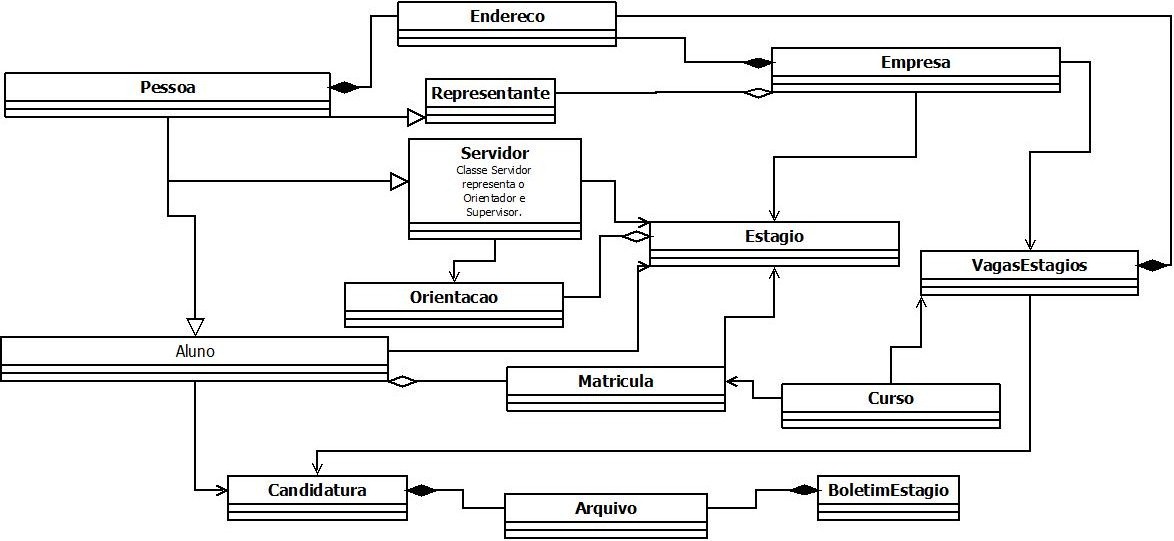 Endereco
Empresa
Pessoa
Representante
Servidor
Classe Servidor
representa o
Orientador e
Supervisor.
Estagio
VagasEstagios
Orientacao
Aluno
Matricula
Curso
Candidatura
Arquivo
BoletimEstagio